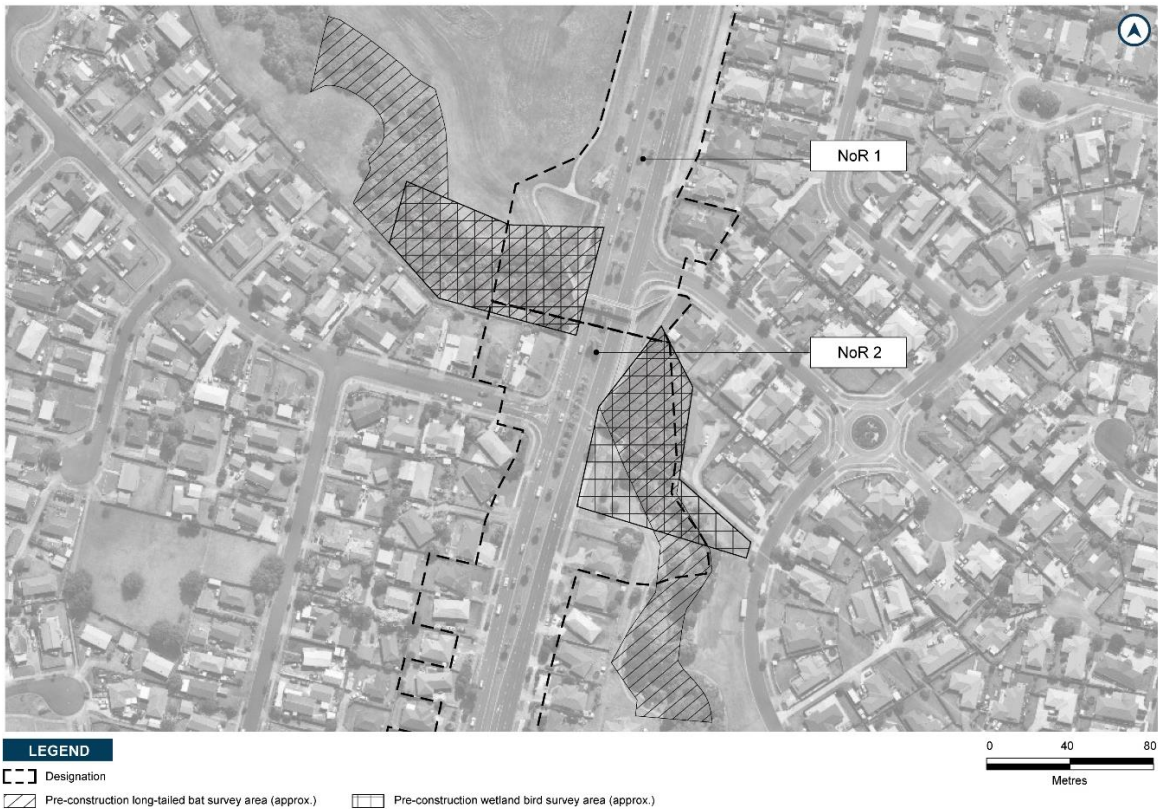 NoR 1
NoR 2
LEGEND
Designation
Pre-construction long-tailed bat survey area (approx.)
Pre-construction wetland bird survey area (approx.)
0 40 80
Metres